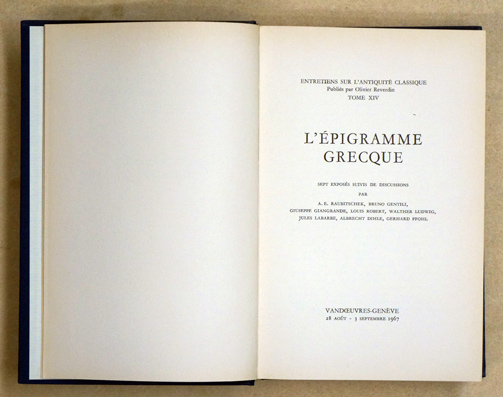 ENTRETIENS SUR L'ANTIQUITÉ CLASSIQUE
Publiés par Olivier Reverdin
TOME XIV
L'ÉPIGRAMME
GRECQUE
SEPT EXPOSÉS SUIVIS DE DISCUSSIONS
PAR
A. E. RAUBITSCHEK, BRUNO GENTILI,
GIUSEPPE GIANGRANDE, LOUIS ROBERT, WALTHER LUDWIG,
JULES LABARBE, ALBRECHT DIHLE, GERHARD PFOHL
VANDŒUVRES-GENÈVE
28 AOÛT - 3 SEPTEMBRE 1967